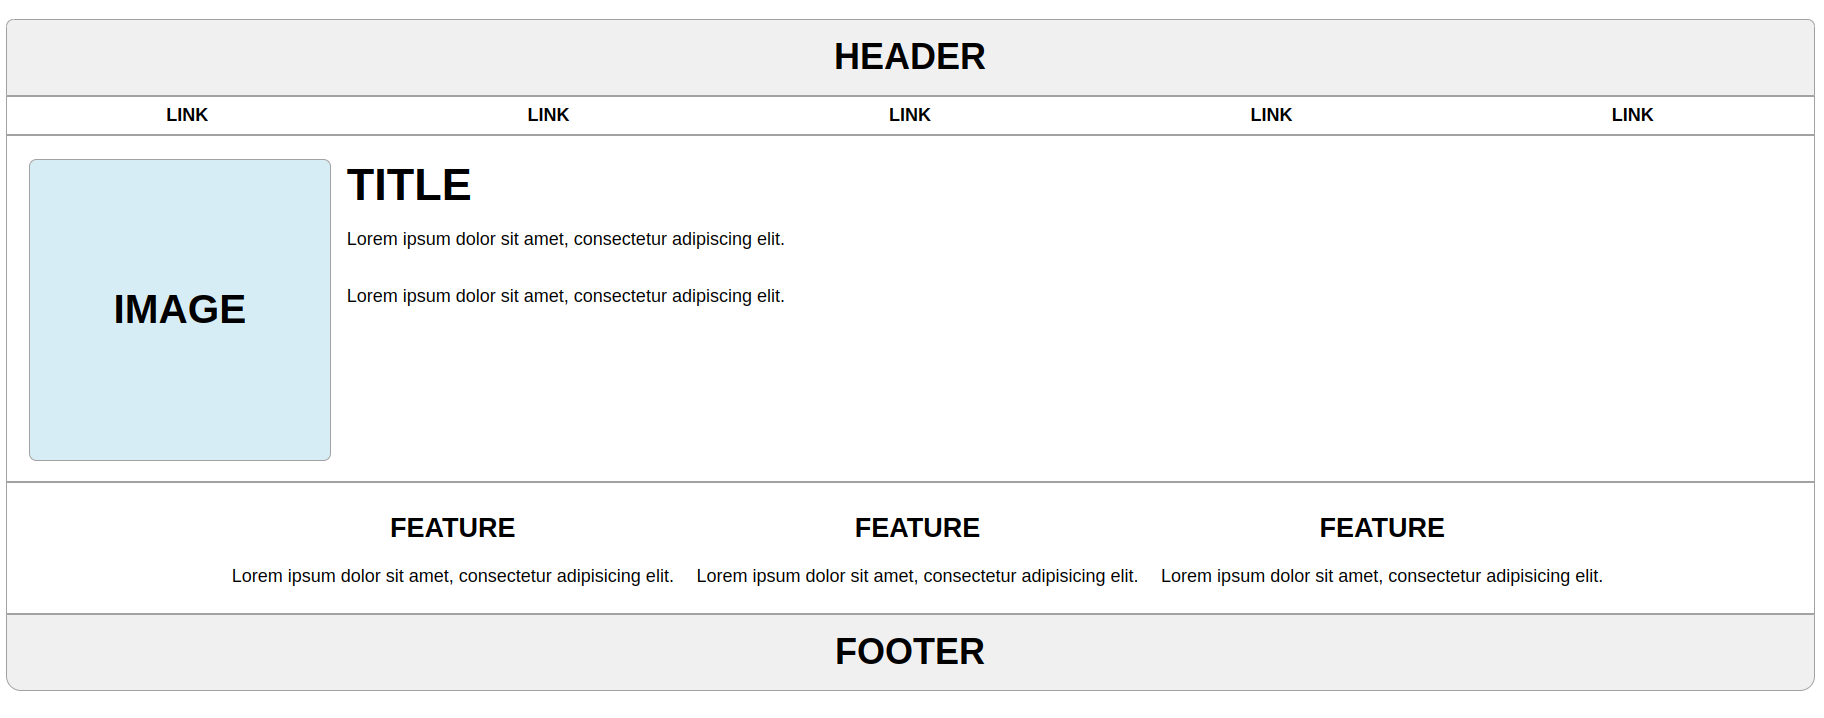 HEADER
LINK LINK LINK LINK LINK
IMAGE
TITLE
Lorem ipsum dolor sit amet, consectetur adipiscing elit.
Lorem ipsum dolor sit amet, consectetur adipiscing elit.
FEATURE FEATURE FEATURE
Lorem ipsum dolor sit amet, consectetur adipisicing elit. Lorem ipsum dolor sit amet, consectetur adipisicing elit. Lorem ipsum dolor sit amet, consectetur adipisicing elit.
FOOTER